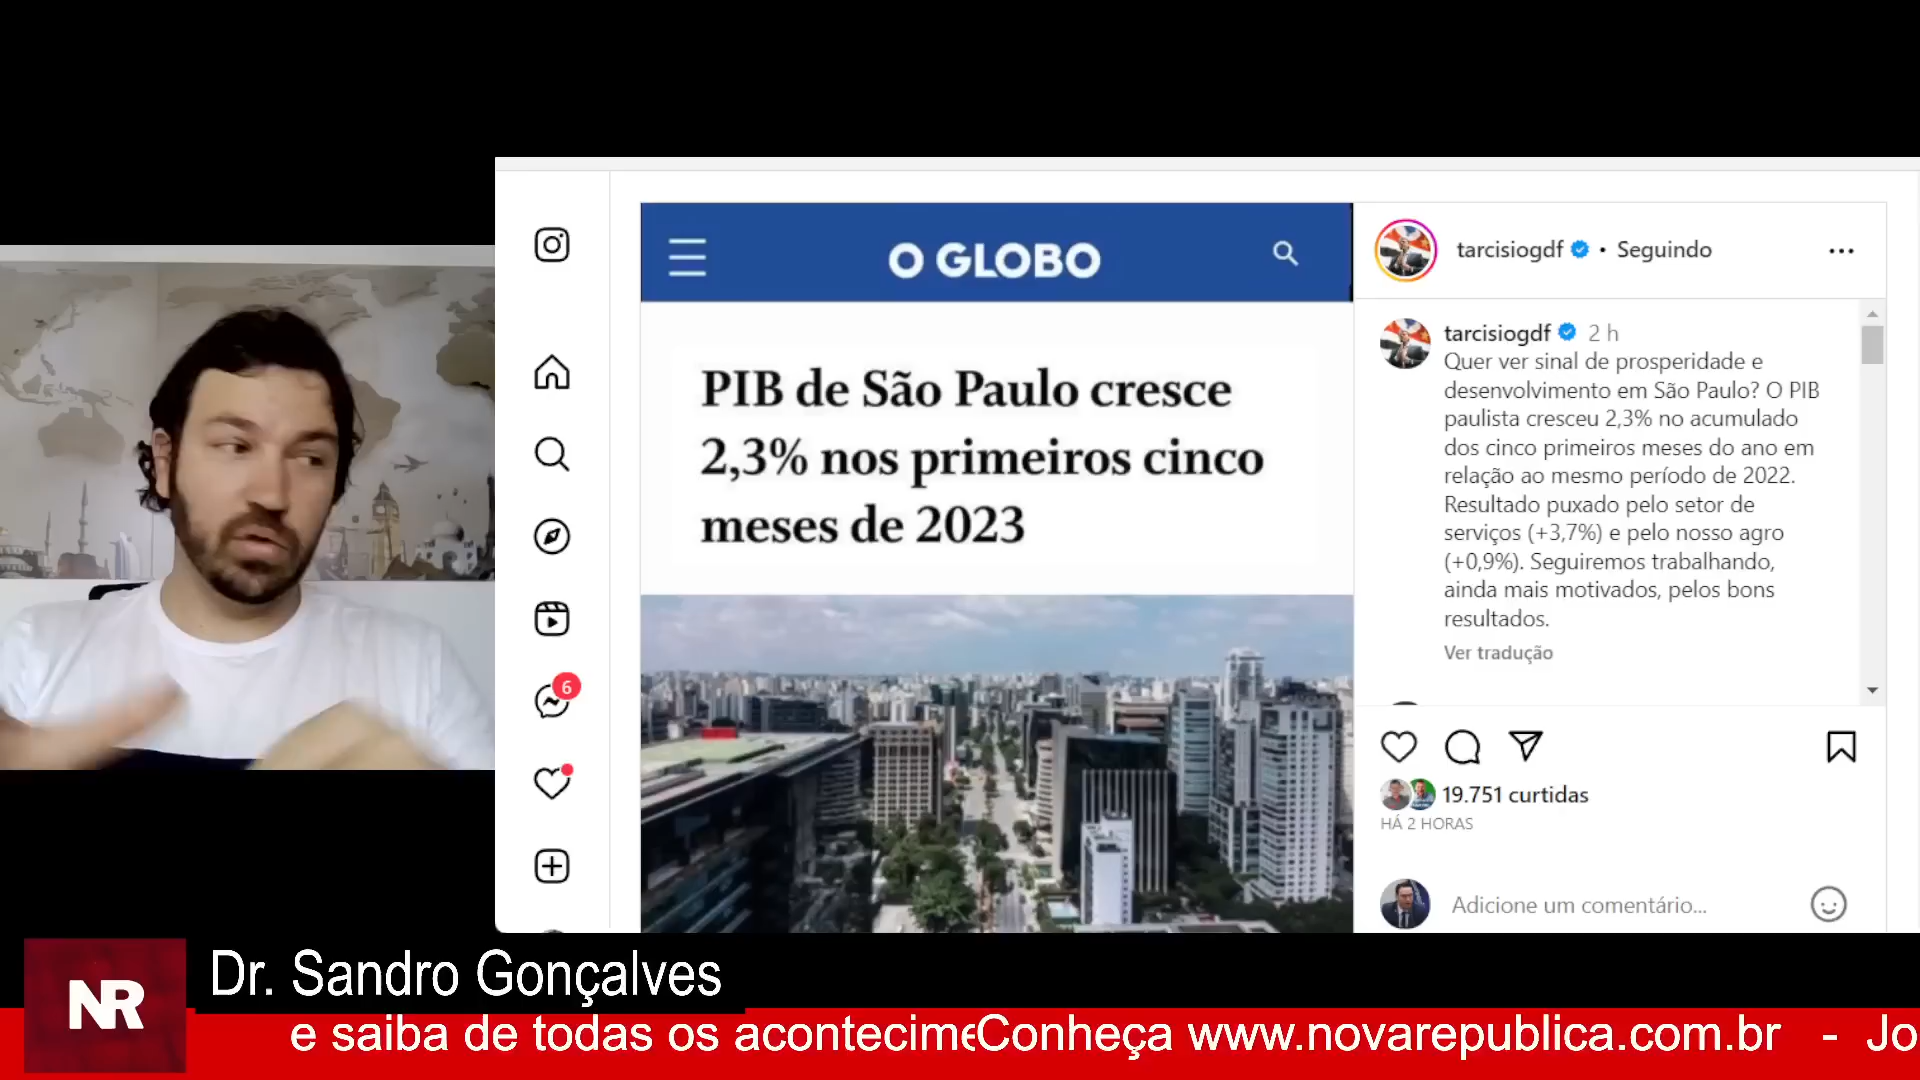 O GLOBO
PIB de São Paulo cresce
2,3% nos primeiros cinco
meses de 2023
tarcisiogdf • Seguindo
tarcisiogdf 2 h
Quer ver sinal de prosperidade e
desenvolvimento em São Paulo? O PIB
paulista cresceu 2,3% no acumulado
dos cinco primeiros meses do ano em
relação ao mesmo período de 2022.
Resultado puxado pelo setor de
serviços (+3,7%) e pelo nosso agro
(+0,9%). Seguiremos trabalhando,
ainda mais motivados, pelos bons
resultados.
Ver tradução
6
19.751 curtidas
HÁ 2 HORAS
Adicione um comentário...
NR
Dr. Sandro Gonçalves
e saiba de todas os acontecimeConheça www.novarepublica.com.br - Jo